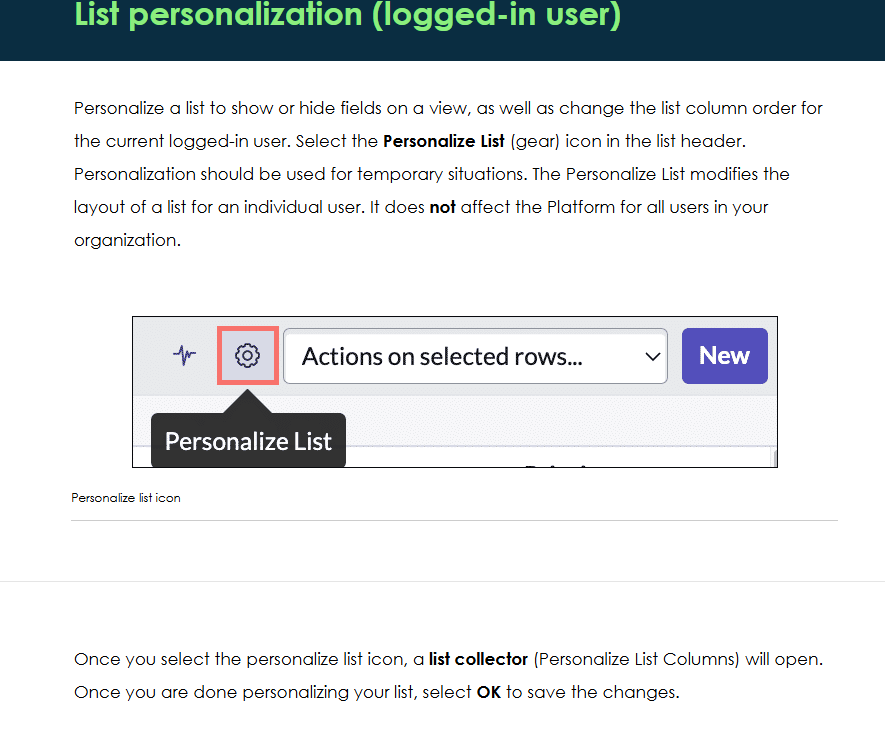 List personalization (logged-in user)
Personalize a list to show or hide fields on a view, as well as change the list column order for
the current logged-in user. Select the Personalize List (gear) icon in the list header.
Personalization should be used for temporary situations. The Personalize List modifies the
layout of a list for an individual user. It does not affect the Platform for all users in your
organization.
Actions on selected rows...
New
Personalize List
Personalize list icon
Once you select the personalize list icon, a list collector (Personalize List Columns) will open.
Once you are done personalizing your list, select OK to save the changes.